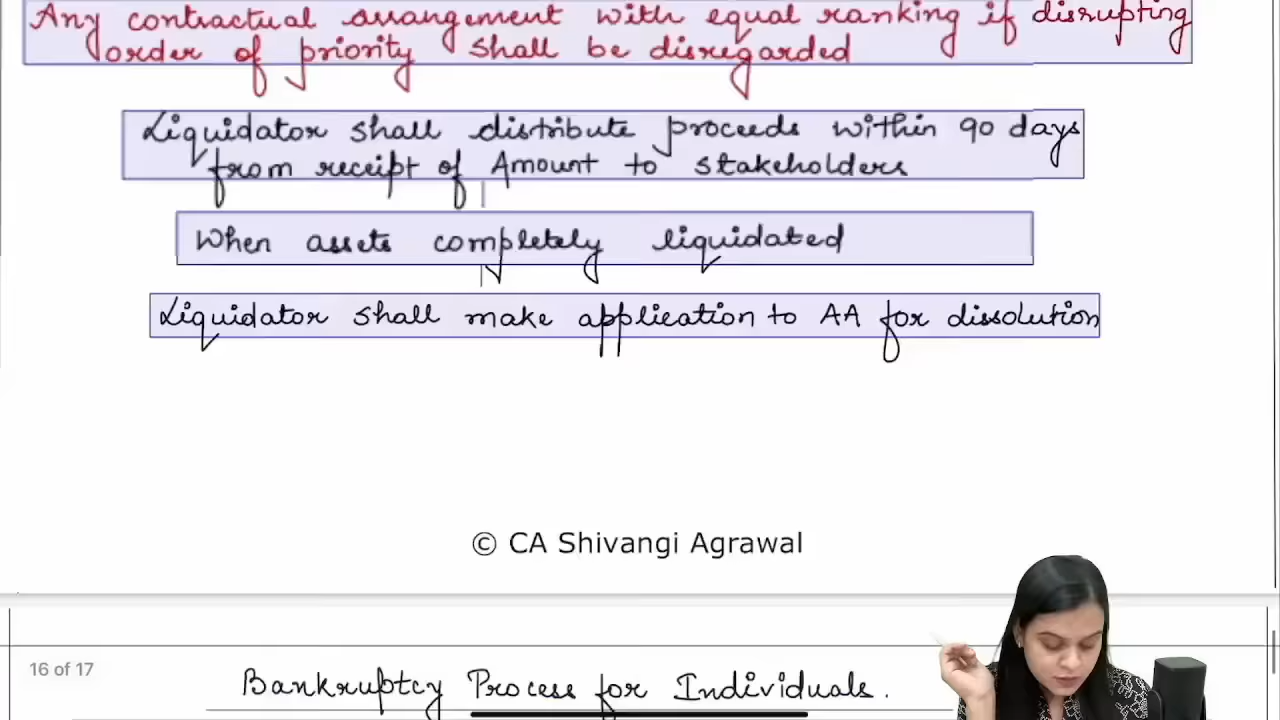 Any contractual arrangement with equal ranking if disrupting
order of priority shall be disregarded
Liquidator shall distribute proceeds within 90 days
from receipt of Amount to stakeholders
When assets completely liquidated
Liquidator shall make application to AA for dissolution
© CA Shivangi Agrawal
16 of 17
Bankruptcy Process for Individuals.